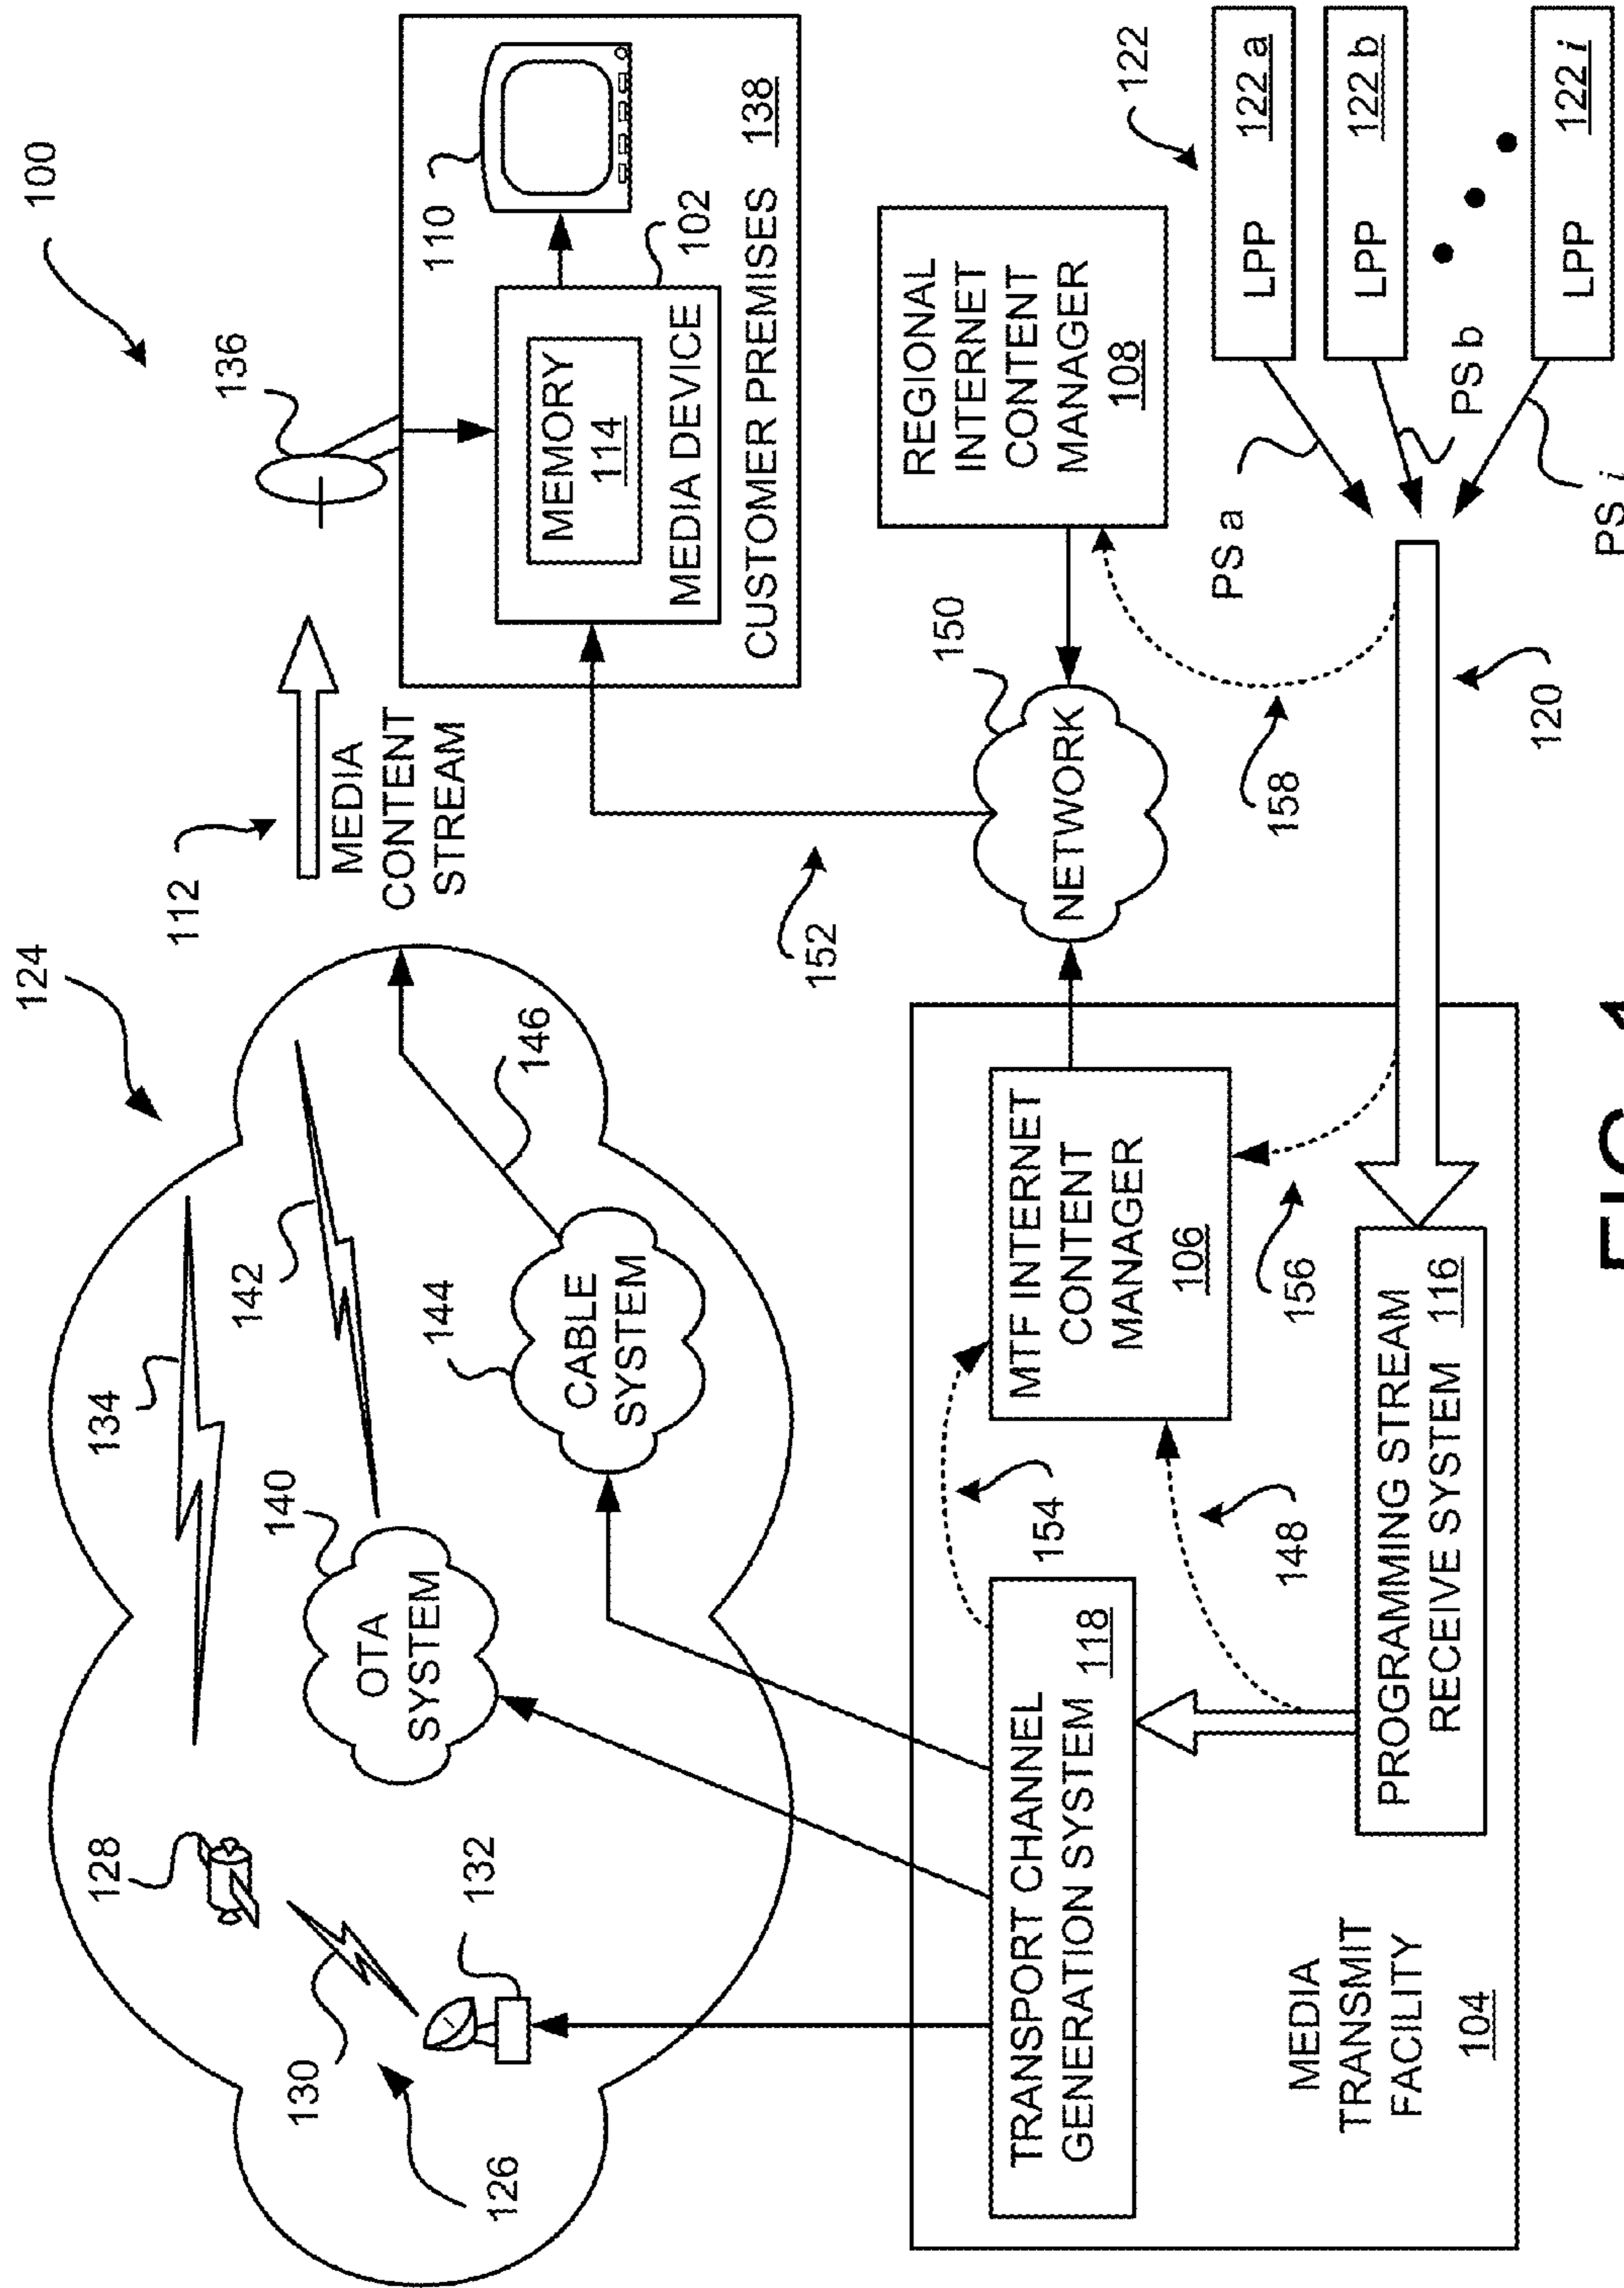 100
124
112
MEDIA
CONTENT
STREAM
136
110
MEMORY
114
MEDIA DEVICE
102
CUSTOMER PREMISES 138
128
130
126
132
134
140
OTA
SYSTEM
142
144
CABLE
SYSTEM
146
152
150
NETWORK
REGIONAL
INTERNET
CONTENT
MANAGER
108
158
122
LPP 122 a
LPP 122 b
LPP 122 i
PS a
PS b
PS i
120
TRANSPORT CHANNEL
GENERATION SYSTEM 118
154
148
MTF INTERNET
CONTENT
MANAGER
106
156
PROGRAMMING STREAM
RECEIVE SYSTEM 116
MEDIA
TRANSMIT
FACILITY
104